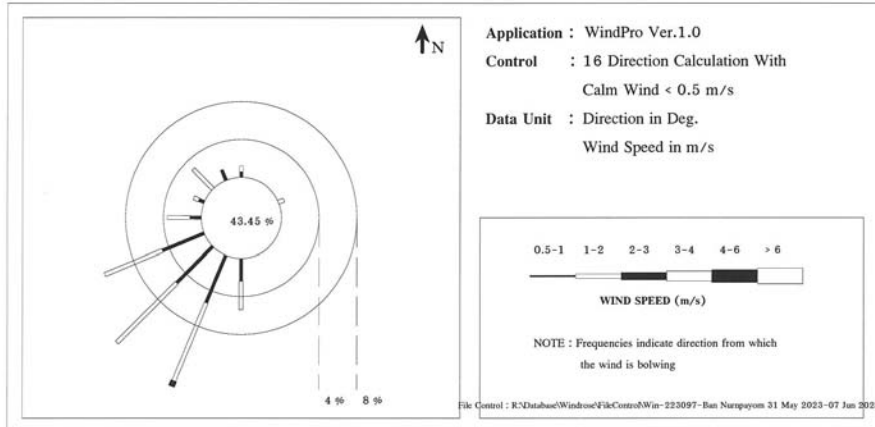 N
Application : WindPro Ver.1.0
Control : 16 Direction Calculation With
Calm Wind < 0.5 m/s
Data Unit : Direction in Deg.
Wind Speed in m/s
43.45 %
4 % 8 %
0.5-1 1-2 2-3 3-4 4-6 > 6
WIND SPEED (m/s)
NOTE : Frequencies indicate direction from which
the wind is bolwing
File Control : R:\Database\Windrose\FileControl\Win-223097-Ban Nurnpayom 31 May 2023-07 Jun 202